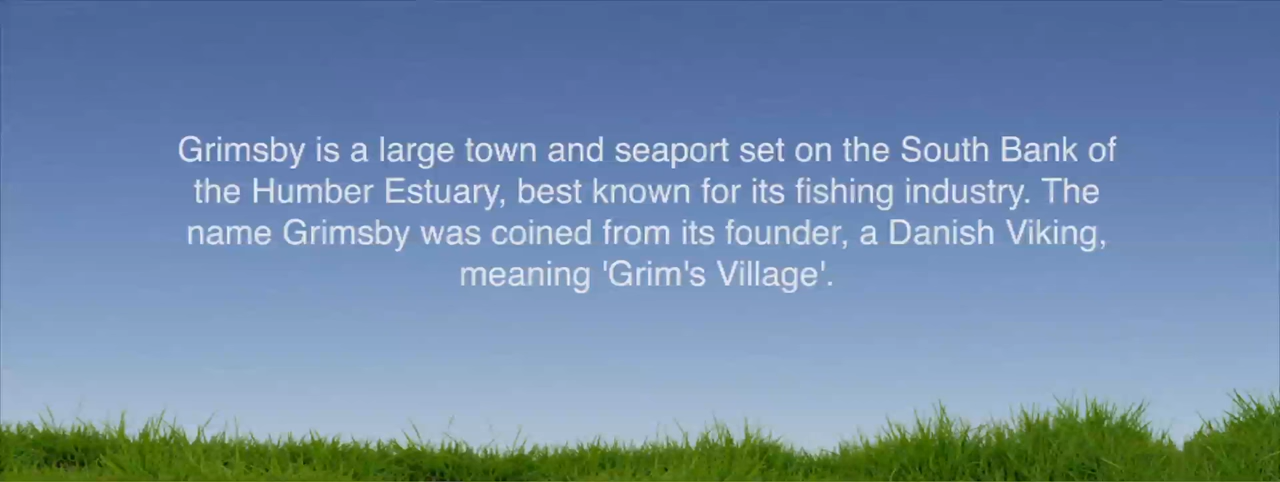 Grimsby is a large town and seaport set on the South Bank of
the Humber Estuary, best known for its fishing industry. The
name Grimsby was coined from its founder, a Danish Viking,
meaning 'Grim's Village'.